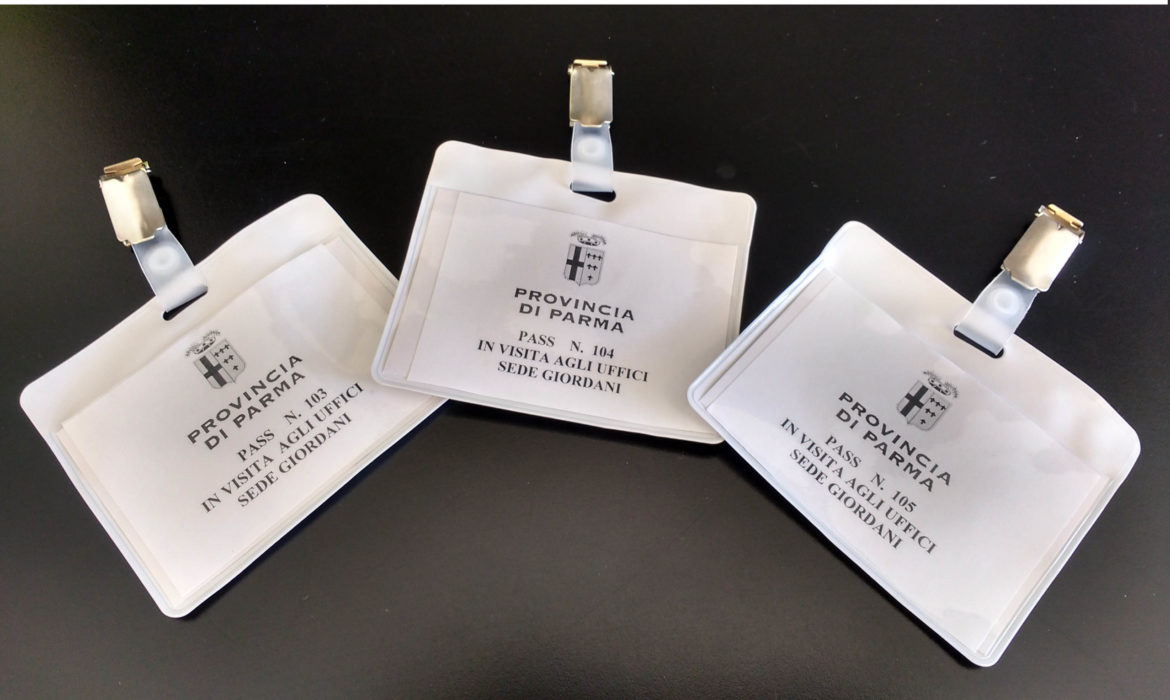 PROVINCIA
DI PARMA
PASS N. 103
IN VISITA AGLI UFFICI
SEDE GIORDANI
PROVINCIA
DI PARMA
PASS N. 104
IN VISITA AGLI UFFICI
SEDE GIORDANI
PROVINCIA
DI PARMA
PASS N. 105
IN VISITA AGLI UFFICI
SEDE GIORDANI